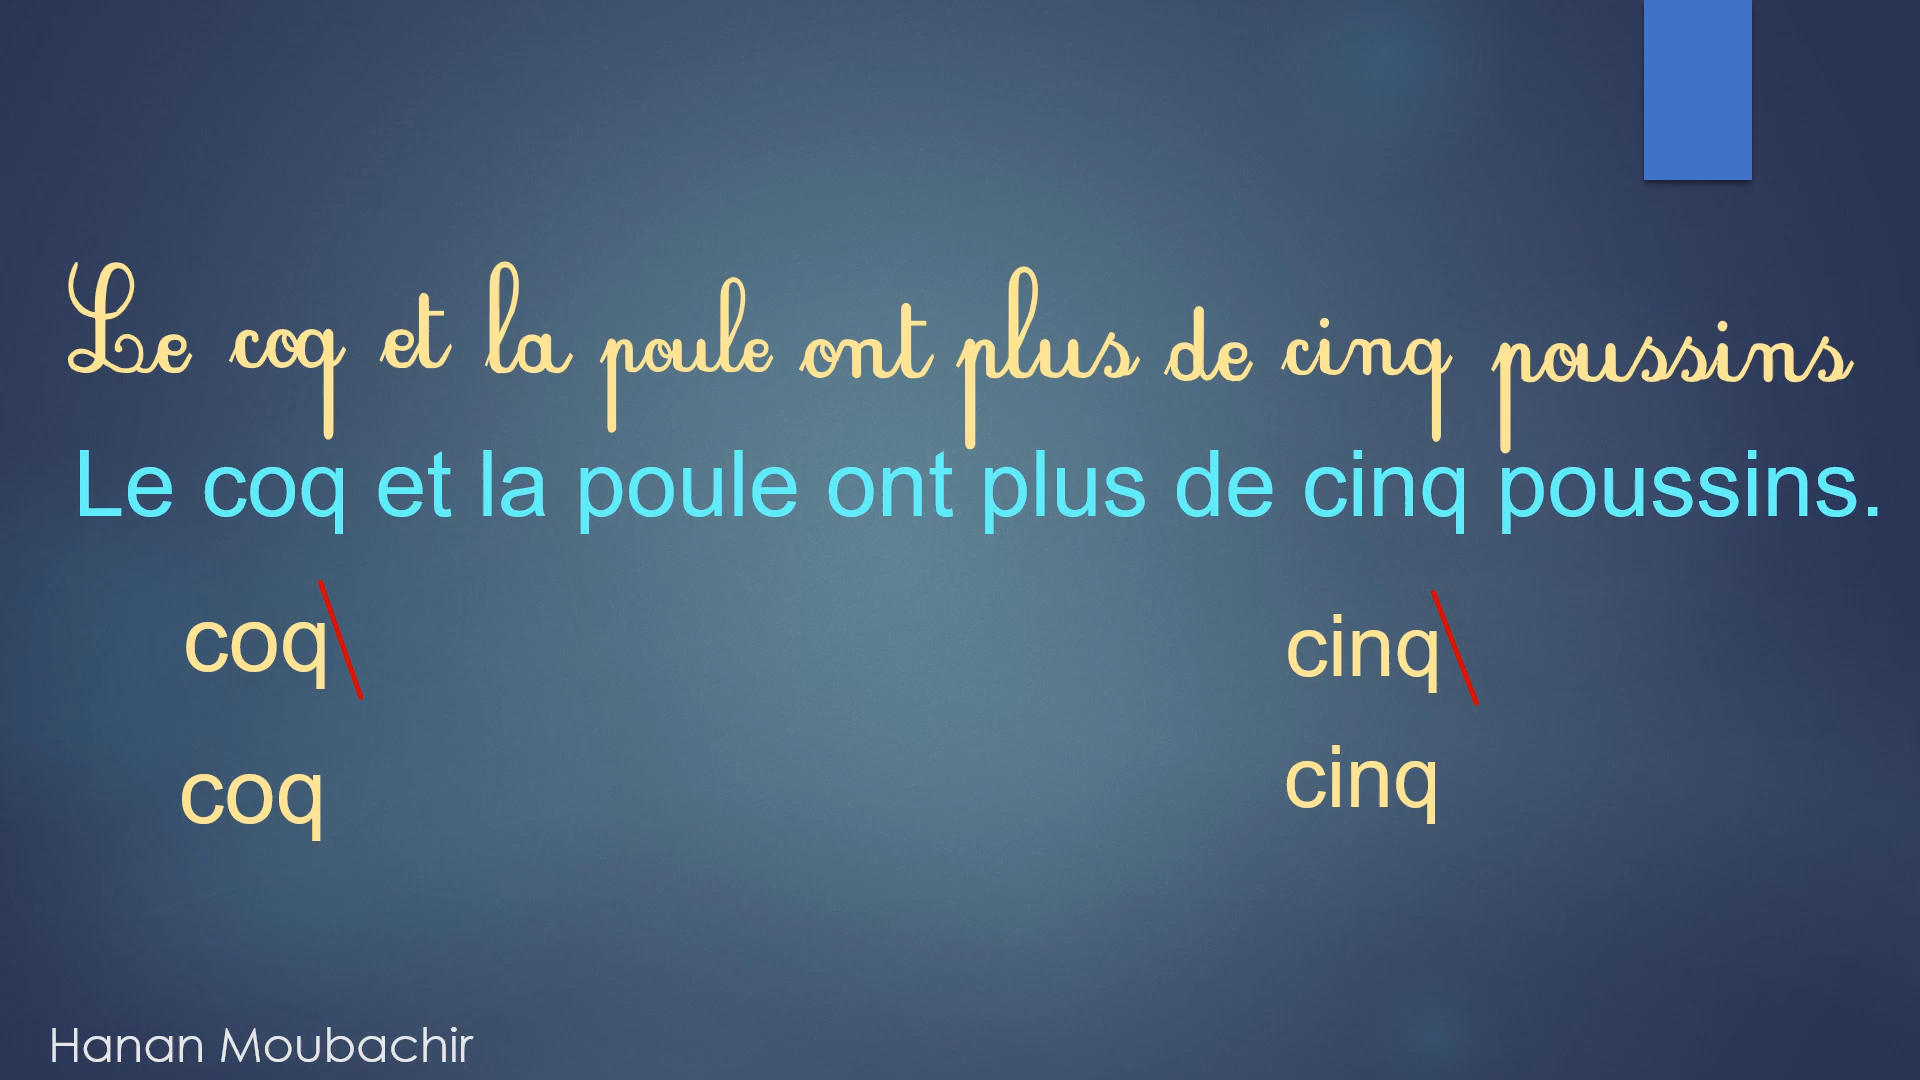 Le coq et la poule ont plus de cinq poussins
Le coq et la poule ont plus de cinq poussins.
coq\ cinq\
coq cinq
Hanan Moubachir